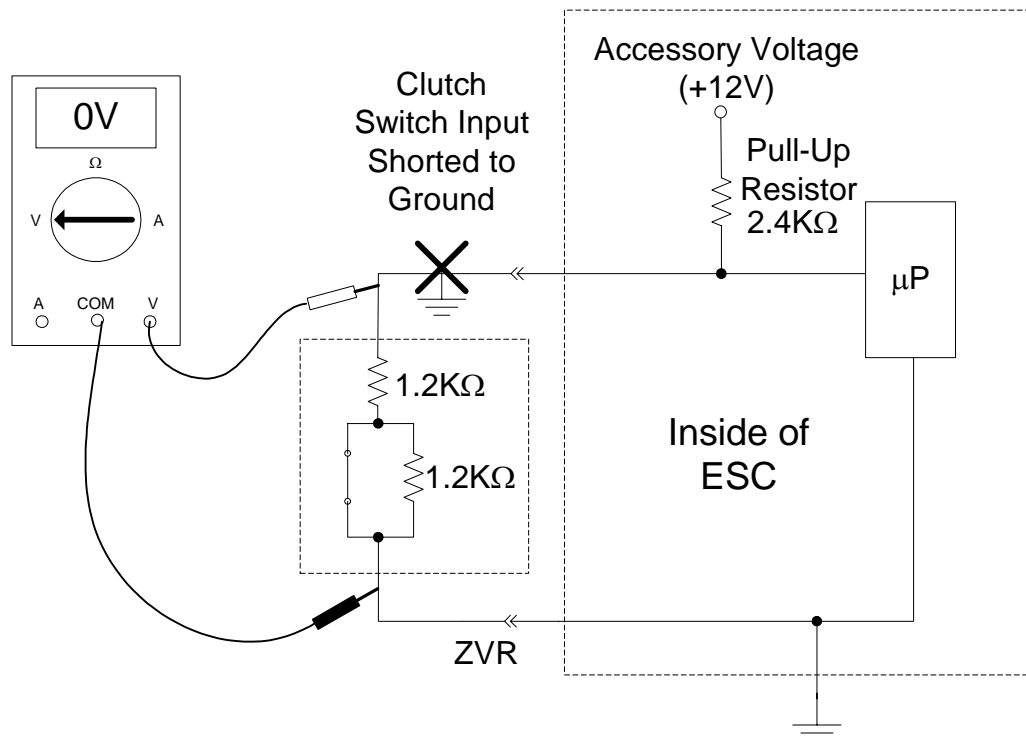 0V
Ω
V
A
A
COM
V
Clutch
Switch Input
Shorted to
Ground
Accessory Voltage
(+12V)
Pull-Up
Resistor
2.4KΩ
μP
1.2KΩ
1.2KΩ
Inside of
ESC
ZVR